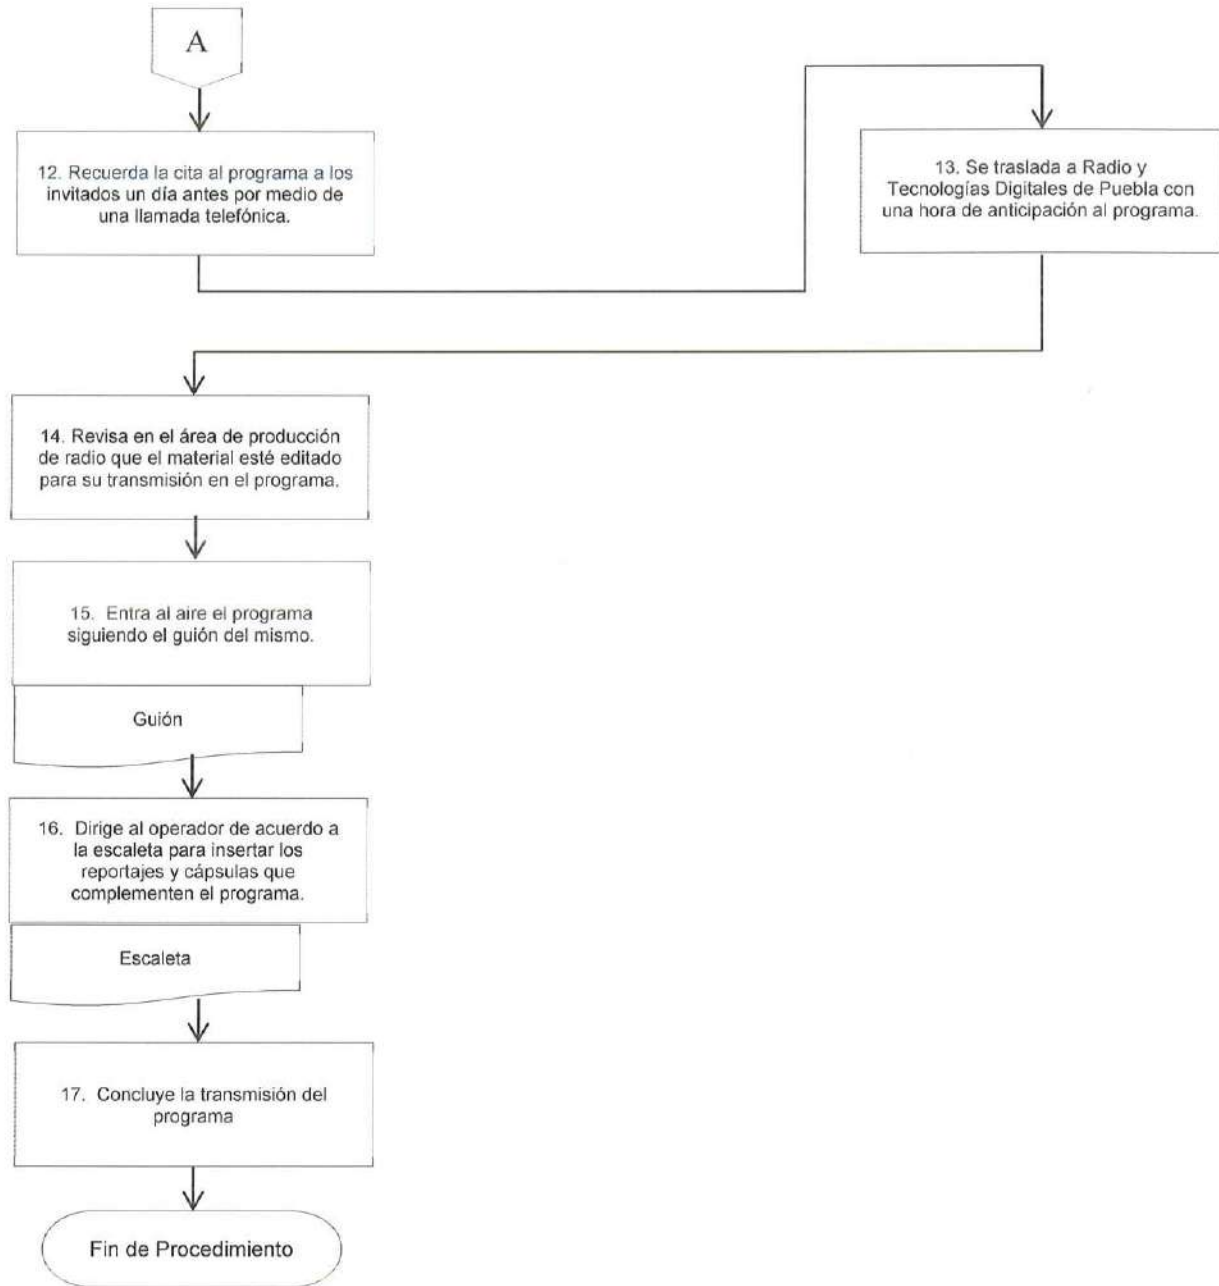 A
12. Recuerda la cita al programa a los
invitados un día antes por medio de
una llamada telefónica.
13. Se traslada a Radio y
Tecnologías Digitales de Puebla con
una hora de anticipación al programa.
14. Revisa en el área de producción
de radio que el material esté editado
para su transmisión en el programa.
15. Entra al aire el programa
siguiendo el guión del mismo.
Guión
16. Dirige al operador de acuerdo a
la escaleta para insertar los
reportajes y cápsulas que
complementen el programa.
Escaleta
17. Concluye la transmisión del
programa
Fin de Procedimiento